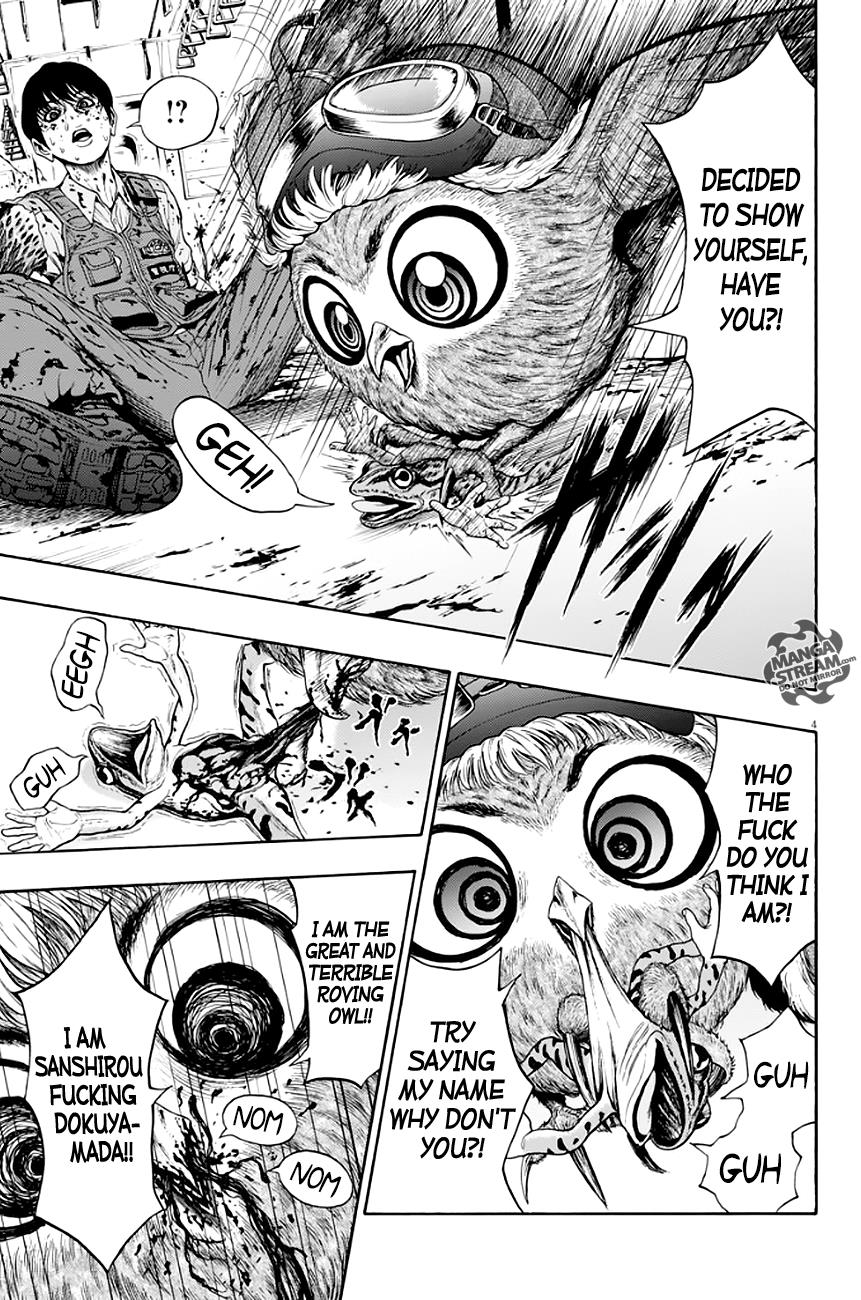 DECIDED
TO SHOW
YOURSELF,
HAVE
YOU?!
!?
GEH!
MANGA
STREAM.com
DO NOT MIRROR!
4
WHO
THE
FUCK
DO YOU
THINK I
AM?!
TRY
SAYING
MY NAME
WHY DON'T
YOU?!
GUH
GUH
EEGH
GUH
I AM THE
GREAT AND
TERRIBLE
ROVING
OWL!!
I AM
SANSHIROU
FUCKING
DOKUYA-
MADA!!
NOM
NOM